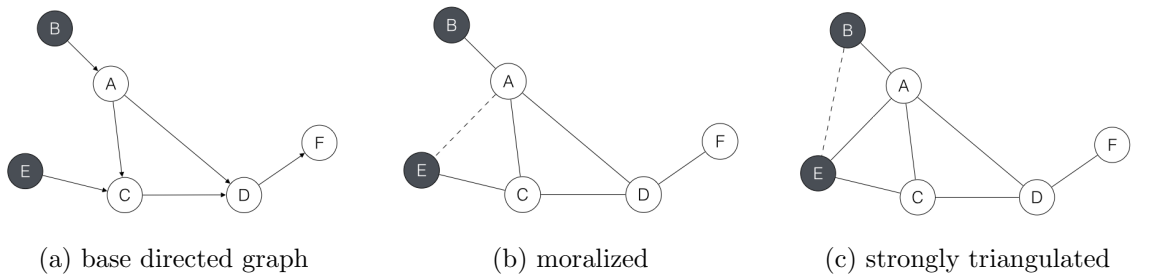 B
A
E
C
D
F
(a) base directed graph
B
A
E
C
D
F
(b) moralized
B
A
E
C
D
F
(c) strongly triangulated